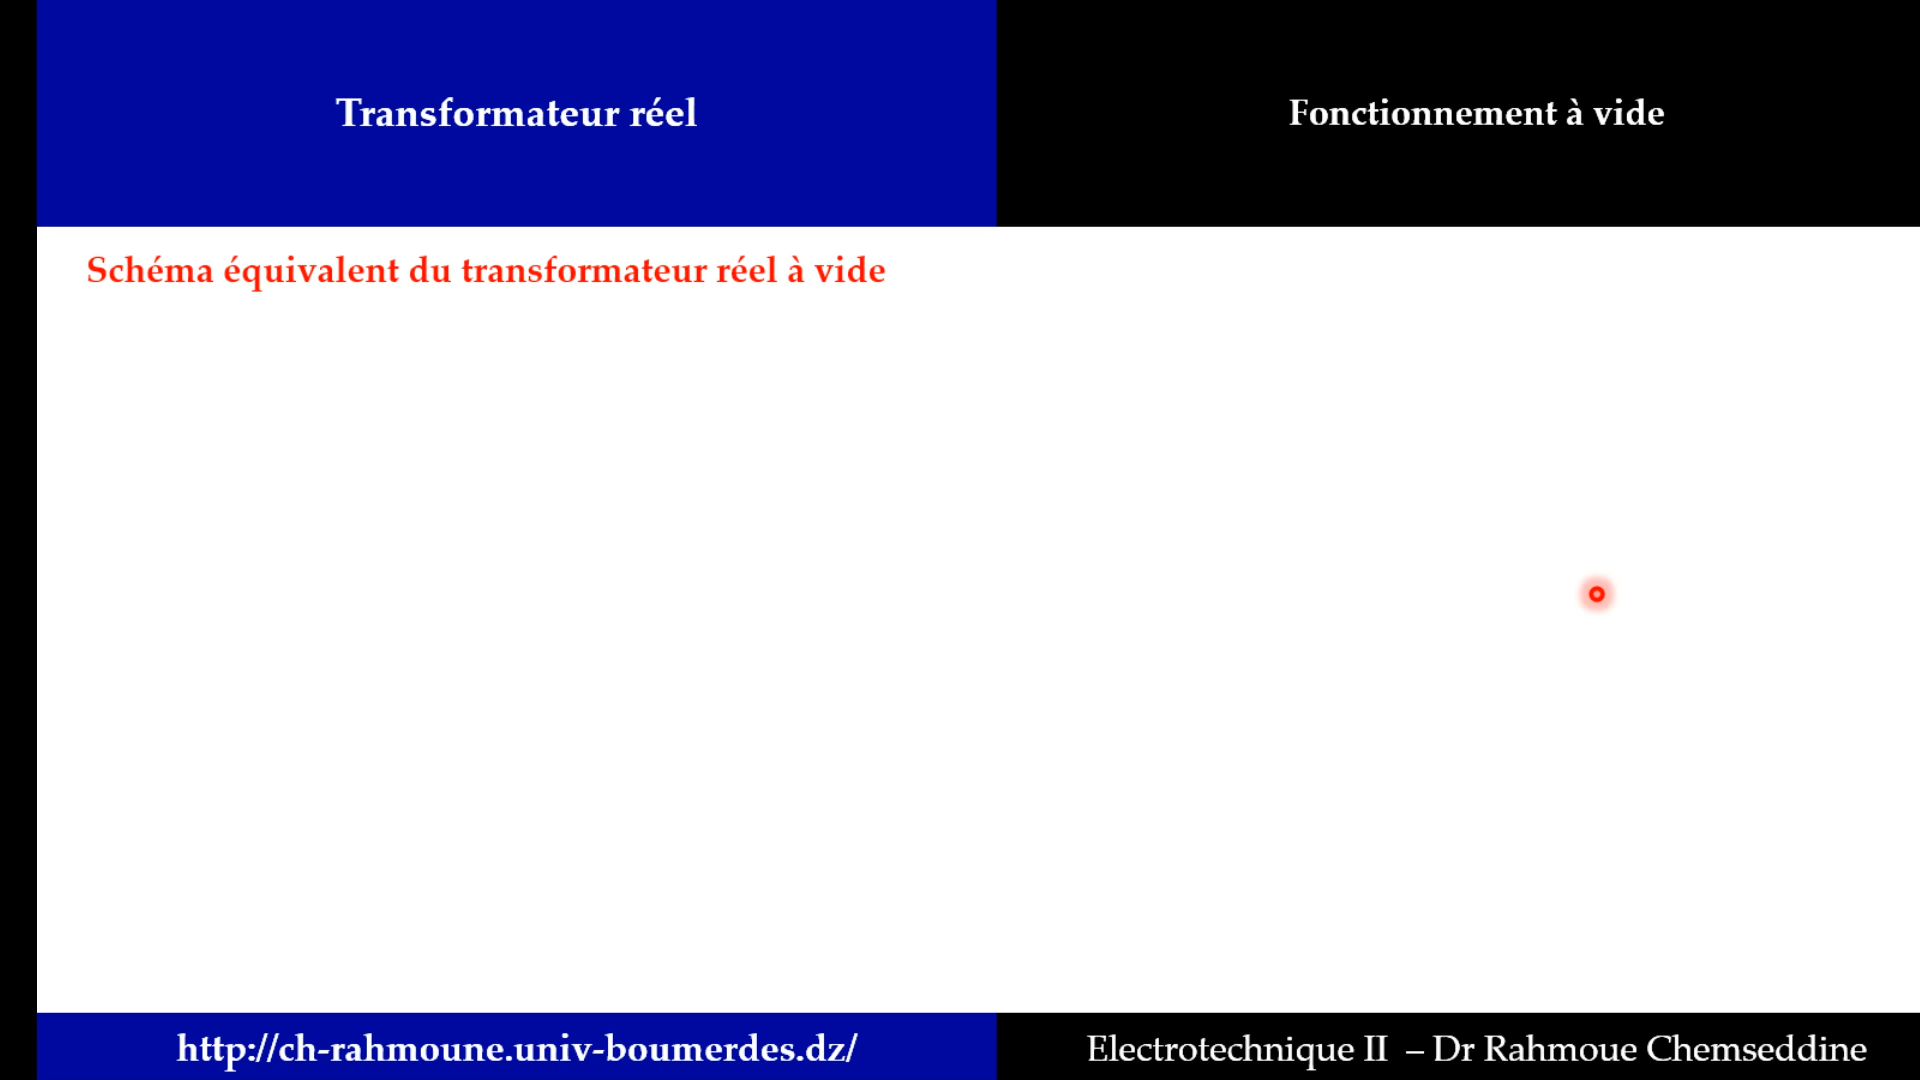 Transformateur réel
Fonctionnement à vide
Schéma équivalent du transformateur réel à vide
http://ch-rahmoune.univ-boumerdes.dz/
Electrotechnique II – Dr Rahmoue Chemseddine